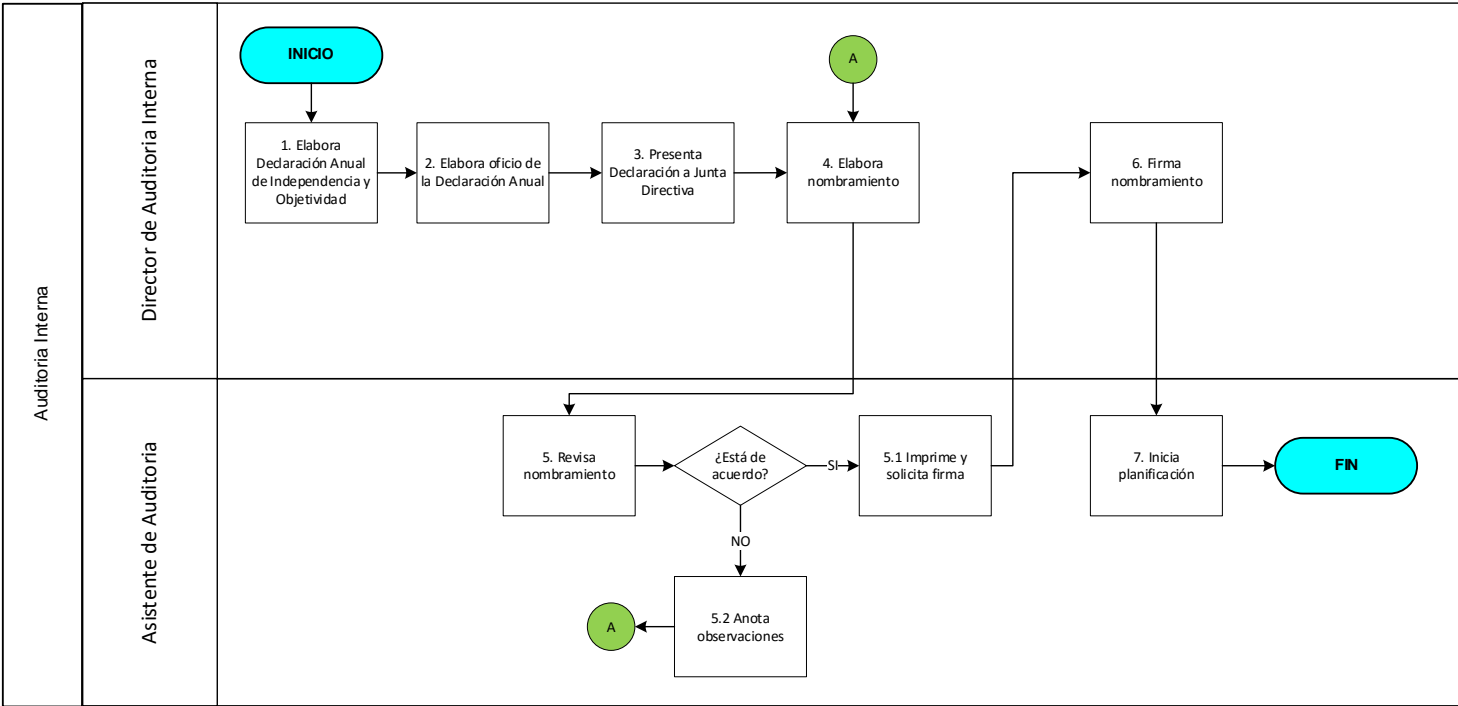 Auditoria Interna
Director de Auditoria Interna
INICIO
A
1. Elabora
Declaración Anual
de Independencia y
Objetividad
2. Elabora oficio de
la Declaración Anual
3. Presenta
Declaración a Junta
Directiva
4. Elabora
nombramiento
6. Firma
nombramiento
Asistente de Auditoria
5. Revisa
nombramiento
¿Está de
acuerdo?
SI
5.1 Imprime y
solicita firma
7. Inicia
planificación
FIN
NO
5.2 Anota
observaciones
A